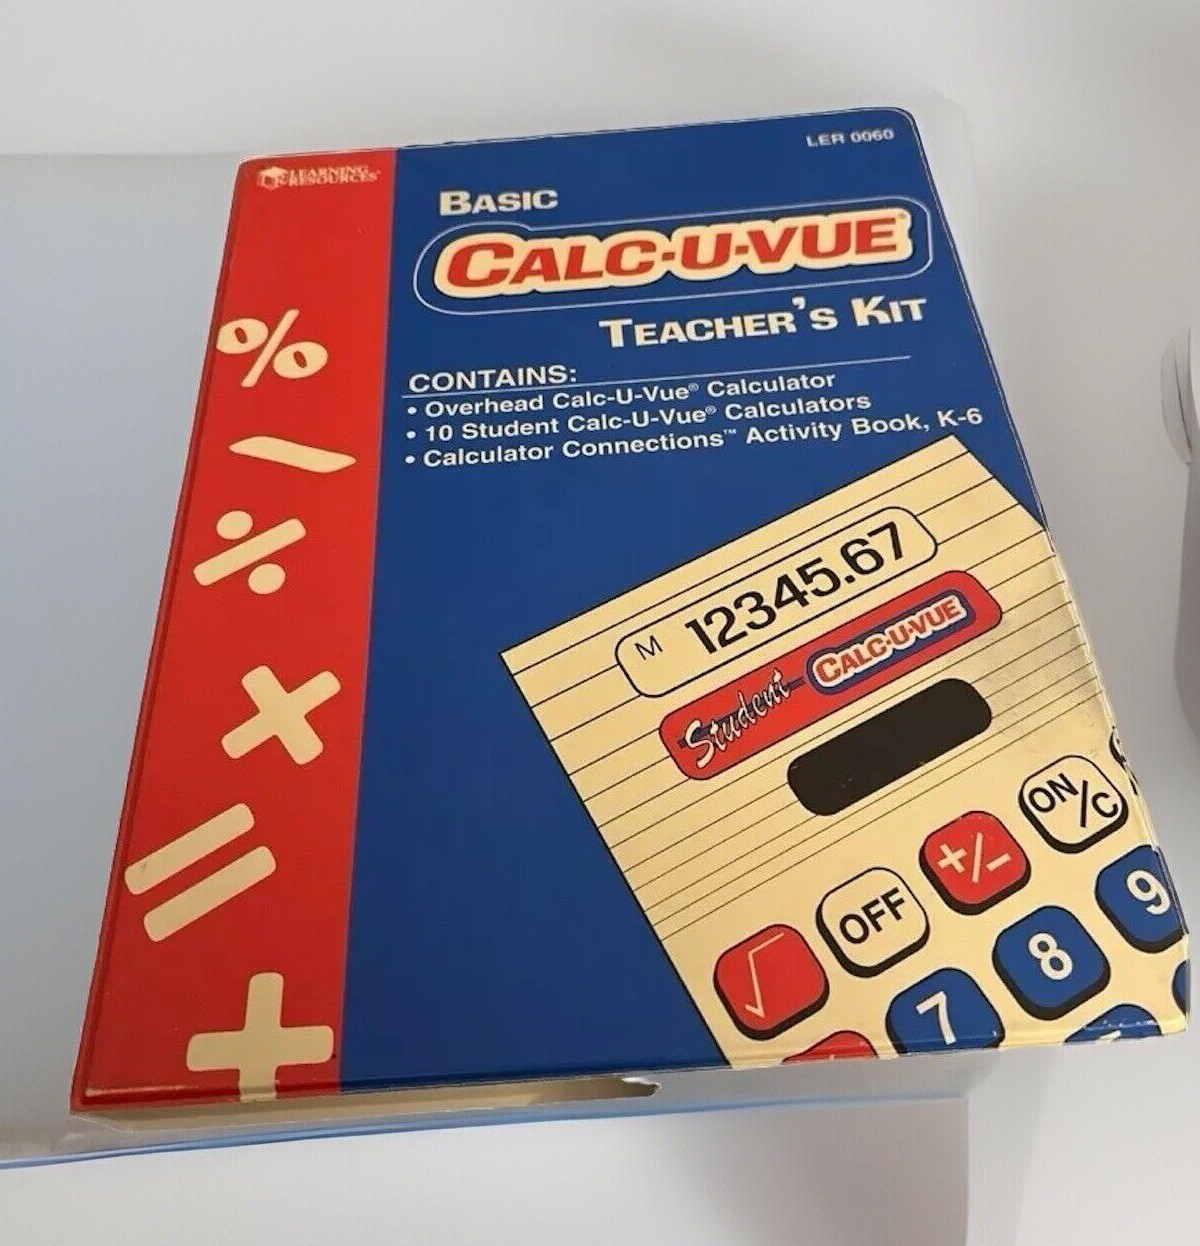 LER 0060
LEARNING
RESOURCES®
BASIC
CALC-U-VUE®
TEACHER'S KIT
CONTAINS:
• Overhead Calc-U-Vue® Calculator
• 10 Student Calc-U-Vue® Calculators
• Calculator Connections™ Activity Book, K-6
M 12345.67
Student CALC-U-VUE
√ OFF +/- ON/C
7 8 9
% − ÷ × = +